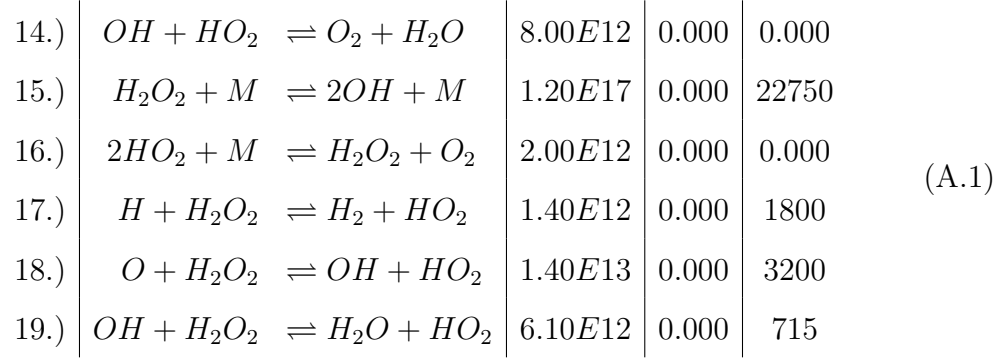 14.) OH + HO₂ ⇌ O₂ + H₂O 8.00E12 0.000 0.000
15.) H₂O₂ + M ⇌ 2OH + M 1.20E17 0.000 22750
16.) 2HO₂ + M ⇌ H₂O₂ + O₂ 2.00E12 0.000 0.000
(A.1)
17.) H + H₂O₂ ⇌ H₂ + HO₂ 1.40E12 0.000 1800
18.) O + H₂O₂ ⇌ OH + HO₂ 1.40E13 0.000 3200
19.) OH + H₂O₂ ⇌ H₂O + HO₂ 6.10E12 0.000 715